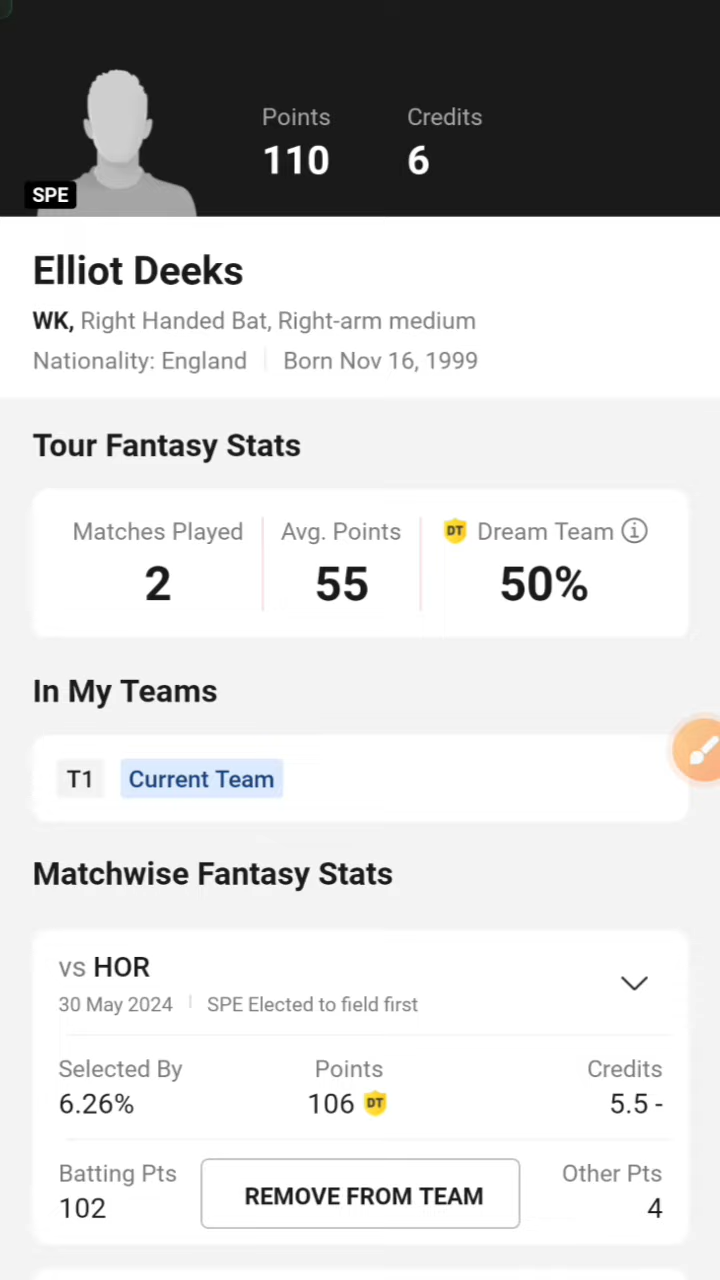 Points Credits
110 6
SPE
Elliot Deeks
WK, Right Handed Bat, Right-arm medium
Nationality: England Born Nov 16, 1999
Tour Fantasy Stats
Matches Played Avg. Points DT Dream Team i
2 55 50%
In My Teams
T1 Current Team
Matchwise Fantasy Stats
vs HOR
30 May 2024 SPE Elected to field first
Selected By Points Credits
6.26% 106 DT 5.5 -
Batting Pts REMOVE FROM TEAM Other Pts
102 4